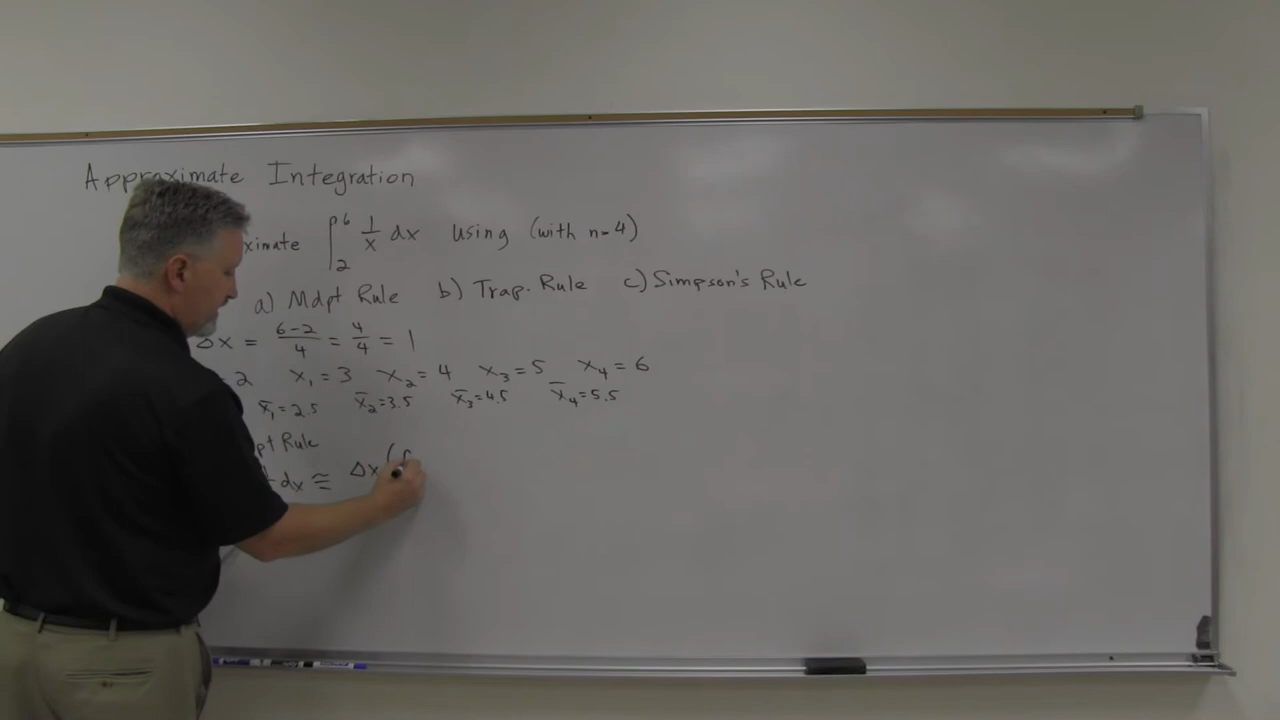 Approximate Integration
ximate ∫₂⁶ 1/x dx using (with n=4)
a) Mdpt Rule b) Trap. Rule c) Simpson's Rule
Δx = (6-2)/4 = 4/4 = 1
2 x₁ = 3 x₂ = 4 x₃ = 5 x₄ = 6
x̄₁=2.5 x̄₂=3.5 x̄₃=4.5 x̄₄=5.5
pt Rule
dx ≅ Δx(f